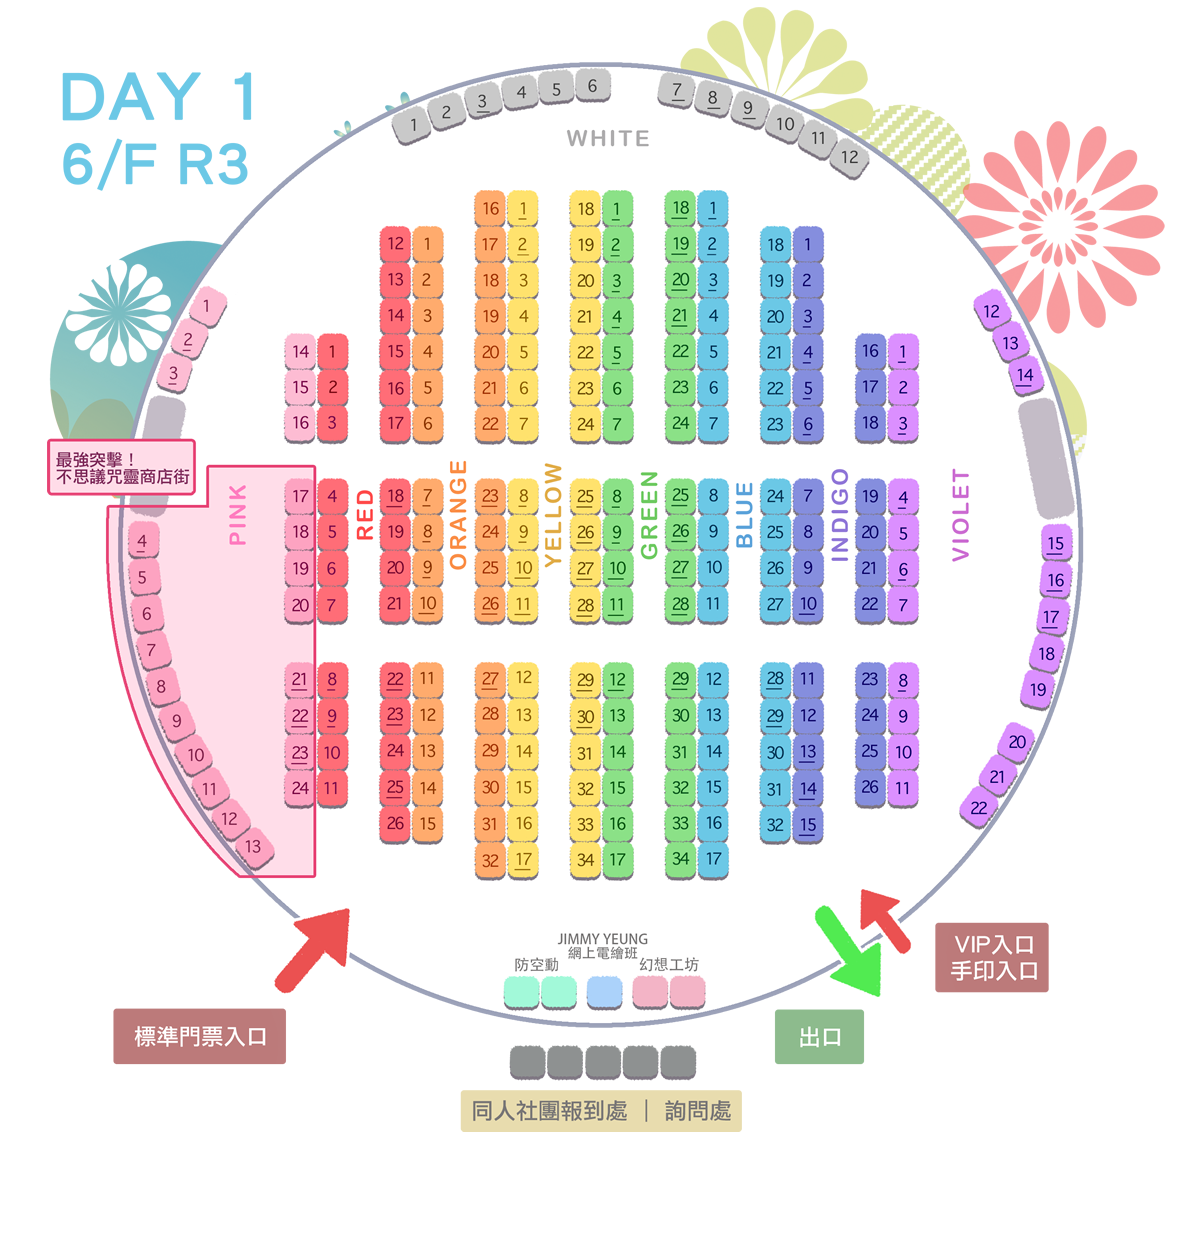 DAY 1
6/F R3
1 2 3 4 5 6 7 8 9 10 11 12
WHITE
16 1 18 1 18 1
12 1 17 2 19 2 19 2 18 1
13 2 18 3 20 3 20 3 19 2
14 3 19 4 21 4 21 4 20 3
14 1 15 4 20 5 22 5 22 5 21 4 16 1
15 2 16 5 21 6 23 6 23 6 22 5 17 2
16 3 17 6 22 7 24 7 24 7 23 6 18 3
1
2
3
12
13
14
最強突擊！
不思議咒靈商店街
PINK
RED
ORANGE
YELLOW
GREEN
BLUE
INDIGO
VIOLET
17 4 18 7 23 8 25 8 25 8 24 7 19 4
18 5 19 8 24 9 26 9 26 9 25 8 20 5
19 6 20 9 25 10 27 10 27 10 26 9 21 6
20 7 21 10 26 11 28 11 28 11 27 10 22 7
21 8 22 11 27 12 29 12 29 12 28 11 23 8
22 9 23 12 28 13 30 13 30 13 29 12 24 9
23 10 24 13 29 14 31 14 31 14 30 13 25 10
24 11 25 14 30 15 32 15 32 15 31 14 26 11
26 15 31 16 33 16 33 16 32 15
32 17 34 17 34 17
4
5
6
7
8
9
10
11
12
13
15
16
17
18
19
20
21
22
JIMMY YEUNG
網上電繪班
防空動
幻想工坊
VIP入口
手印入口
標準門票入口
出口
同人社團報到處 ｜ 詢問處